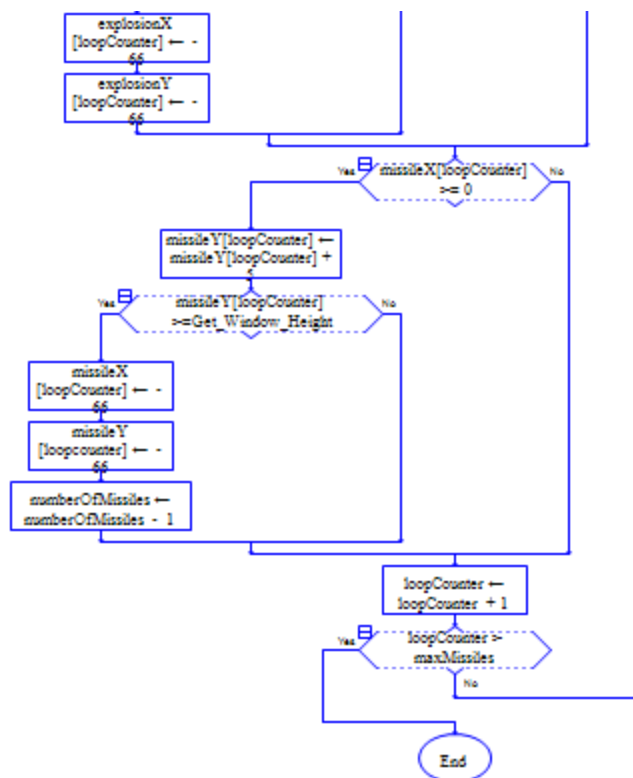 explosionX
[loopCounter] ← -
66
explosionY
[loopCounter] ← -
66
Yes
missileX[loopCounter]
>= 0
No
missileY[loopCounter] ←
missileY[loopCounter] +
5
Yes
missileY[loopCounter]
>=Get_Window_Height
No
missileX
[loopCounter] ← -
66
missileY
[loopcounter] ← -
66
numberOfMissiles ←
numberOfMissiles - 1
loopCounter ←
loopCounter + 1
Yes
loopCounter >
maxMissiles
No
End